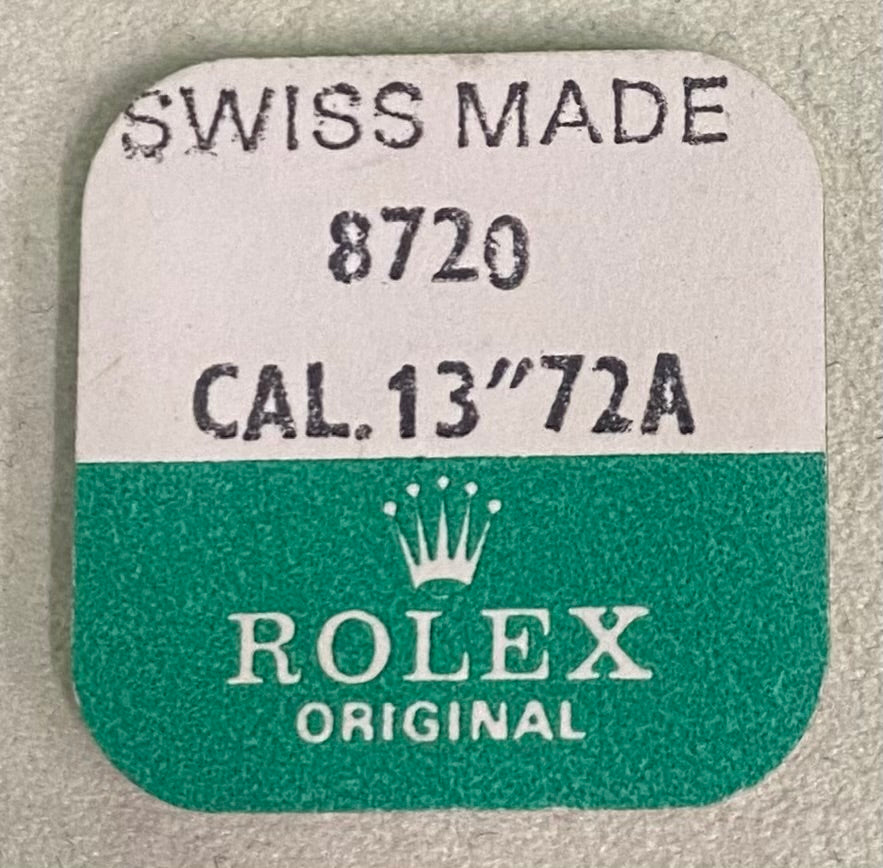 SWISS MADE
8720
CAL.13″72A
ROLEX
ORIGINAL